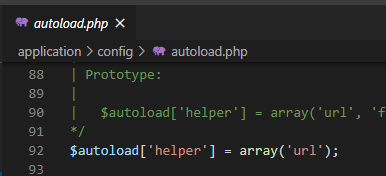 autoload.php ×
application > config > autoload.php
88 | Prototype:
89 |
90 | $autoload['helper'] = array('url', 'f
91 */
92 $autoload['helper'] = array('url');
93